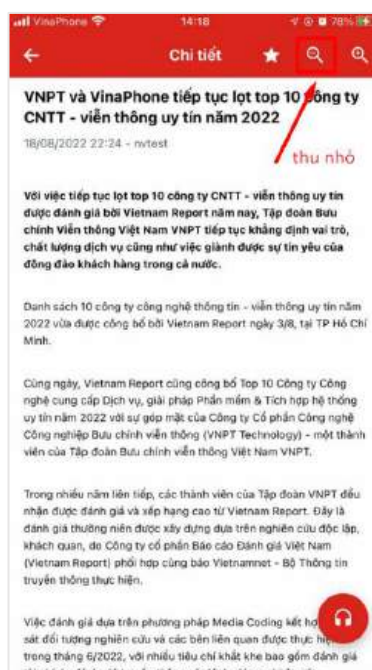 VinaPhone 14:18 78%
Chi tiết
VNPT và VinaPhone tiếp tục lọt top 10 công ty
CNTT - viễn thông uy tín năm 2022
18/08/2022 22:24 - nvtest
thu nhỏ
Với việc tiếp tục lọt top 10 công ty CNTT - viễn thông uy tín
được đánh giá bởi Vietnam Report năm nay, Tập đoàn Bưu
chính Viễn thông Việt Nam VNPT tiếp tục khẳng định vai trò,
chất lượng dịch vụ cũng như việc giành được sự tin yêu của
đông đảo khách hàng trong cả nước.
Danh sách 10 công ty công nghệ thông tin - viễn thông uy tín năm
2022 vừa được công bố bởi Vietnam Report ngày 3/8, tại TP Hồ Chí
Minh.
Cùng ngày, Vietnam Report cũng công bố Top 10 Công ty Công
nghệ cung cấp Dịch vụ, giải pháp Phần mềm & Tích hợp hệ thống
uy tín năm 2022 với sự góp mặt của Công ty Cổ phần Công nghệ
Công nghiệp Bưu chính viễn thông (VNPT Technology) - một thành
viên của Tập đoàn Bưu chính viễn thông Việt Nam VNPT.
Trong nhiều năm liên tiếp, các thành viên của Tập đoàn VNPT đều
nhận được đánh giá và xếp hạng cao từ Vietnam Report. Đây là
đánh giá thường niên được xây dựng dựa trên nghiên cứu độc lập,
khách quan, do Công ty cổ phần Báo cáo Đánh giá Việt Nam
(Vietnam Report) phối hợp cùng báo Vietnamnet - Bộ Thông tin
truyền thông thực hiện.
Việc đánh giá dựa trên phương pháp Media Coding kết hợ
sát đối tượng nghiên cứu và các bên liên quan được thực hiện
trong tháng 6/2022, với nhiều tiêu chí khắt khe bao gồm đánh giá